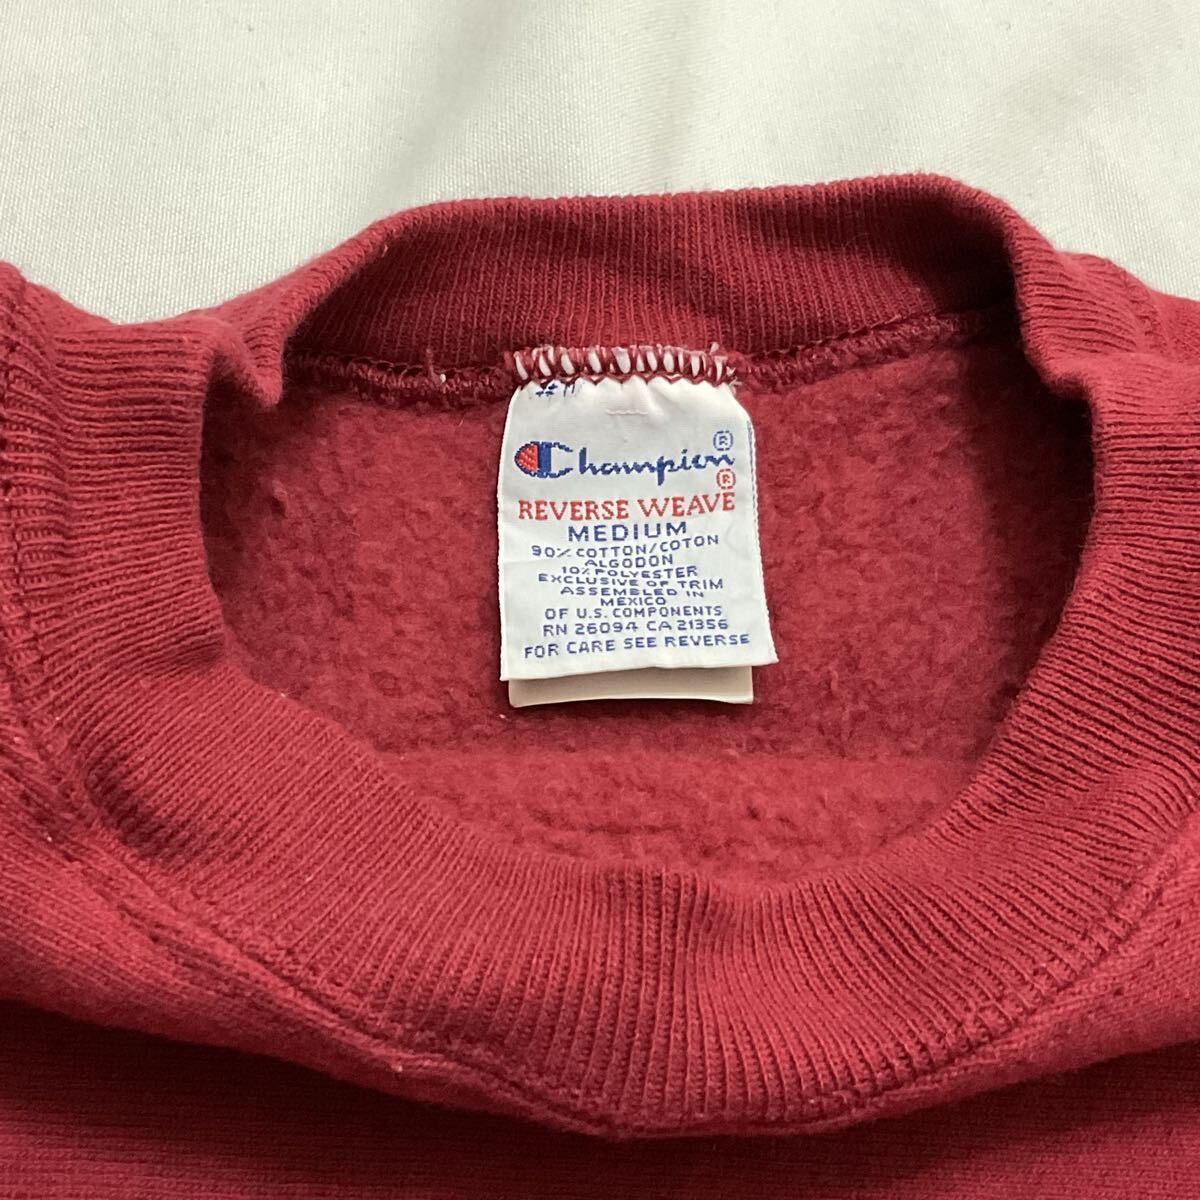 Champion®
REVERSE WEAVE®
MEDIUM
90% COTTON/COTON
ALGODON
10% POLYESTER
EXCLUSIVE OF TRIM
ASSEMBLED IN
MEXICO
OF U.S. COMPONENTS
RN 26094 CA 21356
FOR CARE SEE REVERSE